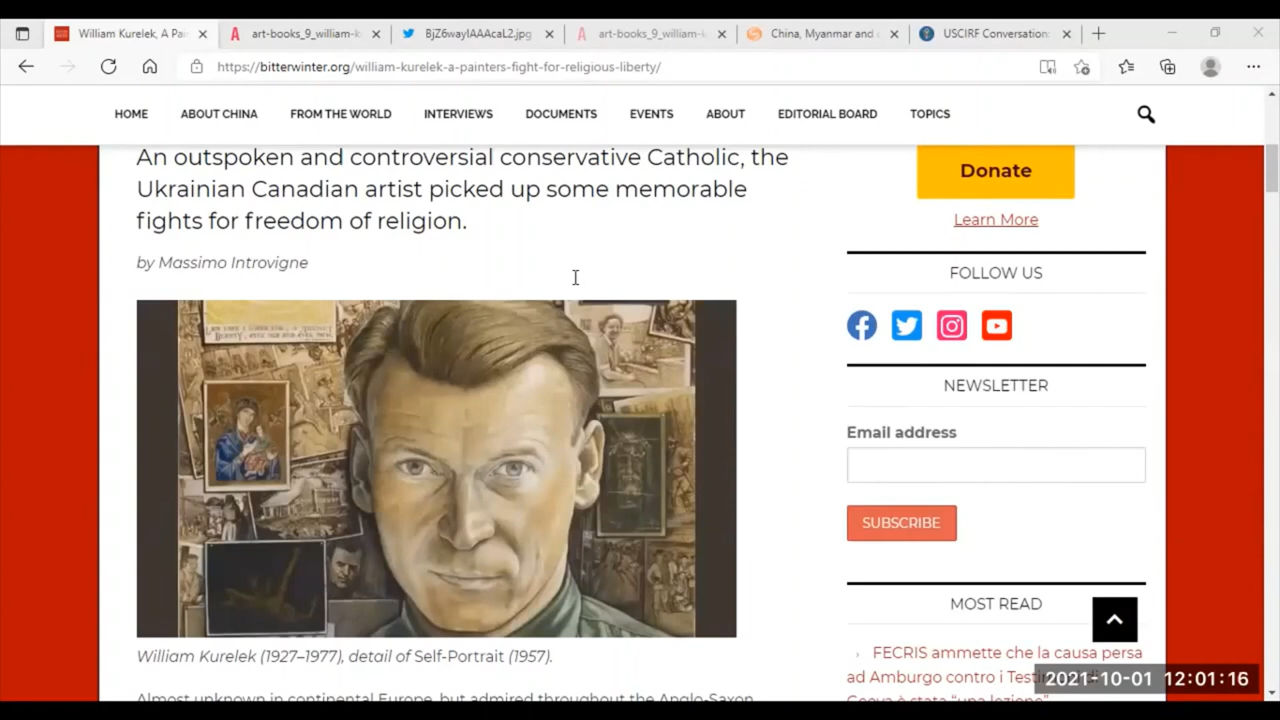 William Kurelek, A Pai
art-books_9_william-k
BjZ6waylAAAcaL2.jpg
art-books_9_william-k
China, Myanmar and
USCIRF Conversation
https://bitterwinter.org/william-kurelek-a-painters-fight-for-religious-liberty/
HOME ABOUT CHINA FROM THE WORLD INTERVIEWS DOCUMENTS EVENTS ABOUT EDITORIAL BOARD TOPICS
An outspoken and controversial conservative Catholic, the
Ukrainian Canadian artist picked up some memorable
fights for freedom of religion.
by Massimo Introvigne
William Kurelek (1927–1977), detail of Self-Portrait (1957).
Almost unknown in continental Europe, but admired throughout the Anglo-Saxon
Donate
Learn More
FOLLOW US
NEWSLETTER
Email address
SUBSCRIBE
MOST READ
FECRIS ammette che la causa persa
ad Amburgo contro i
Geova è stata "una lezione"
2021-10-01 12:01:16